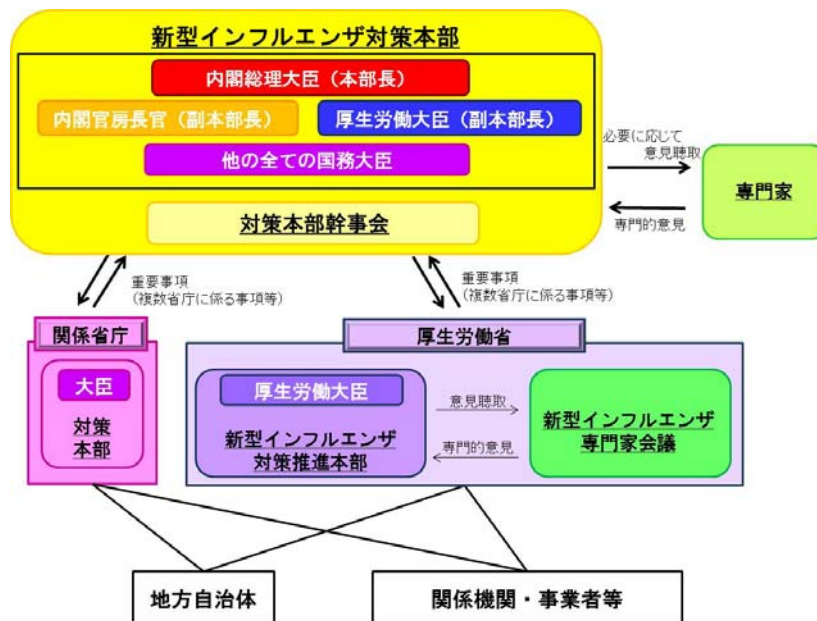 新型インフルエンザ対策本部
内閣総理大臣（本部長）
内閣官房長官（副本部長）
厚生労働大臣（副本部長）
他の全ての国務大臣
対策本部幹事会
必要に応じて
意見聴取
専門家
専門的意見
重要事項
（複数省庁に係る事項等）
重要事項
（複数省庁に係る事項等）
関係省庁
大臣
対策
本部
厚生労働省
厚生労働大臣
新型インフルエンザ
対策推進本部
意見聴取
専門的意見
新型インフルエンザ
専門家会議
地方自治体
関係機関・事業者等